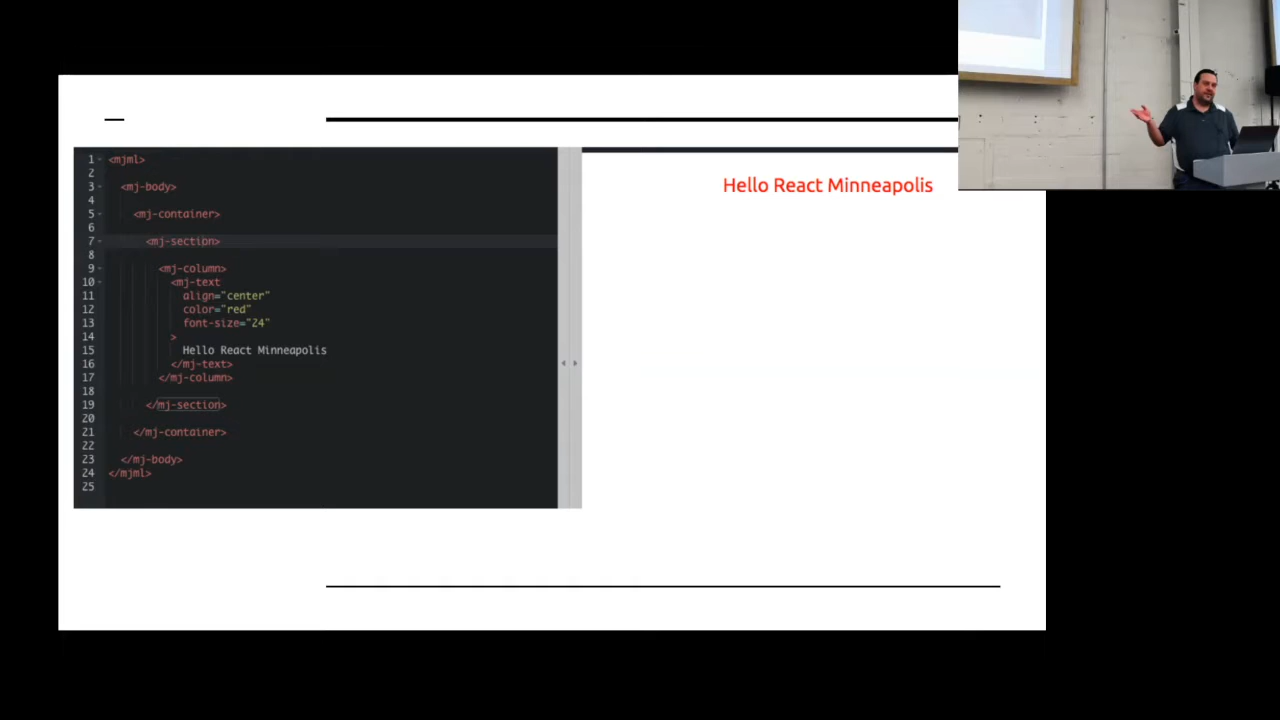 1 <mjml>
2
3 <mj-body>
4
5 <mj-container>
6
7 <mj-section>
8
9 <mj-column>
10 <mj-text
11 align="center"
12 color="red"
13 font-size="24"
14 >
15 Hello React Minneapolis
16 </mj-text>
17 </mj-column>
18
19 </mj-section>
20
21 </mj-container>
22
23 </mj-body>
24 </mjml>
25
Hello React Minneapolis